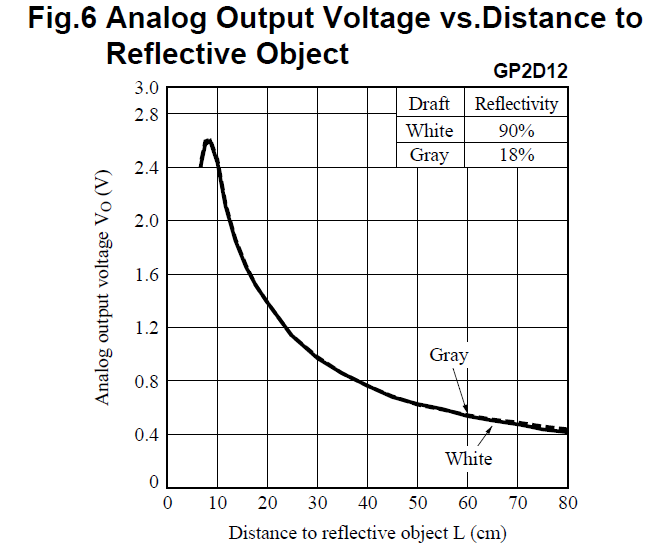 Fig.6 Analog Output Voltage vs.Distance to
Reflective Object
GP2D12
Draft Reflectivity
White 90%
Gray 18%
Analog output voltage VO (V)
3.0
2.8
2.4
2.0
1.6
1.2
0.8
0.4
0
Gray
White
0 10 20 30 40 50 60 70 80
Distance to reflective object L (cm)